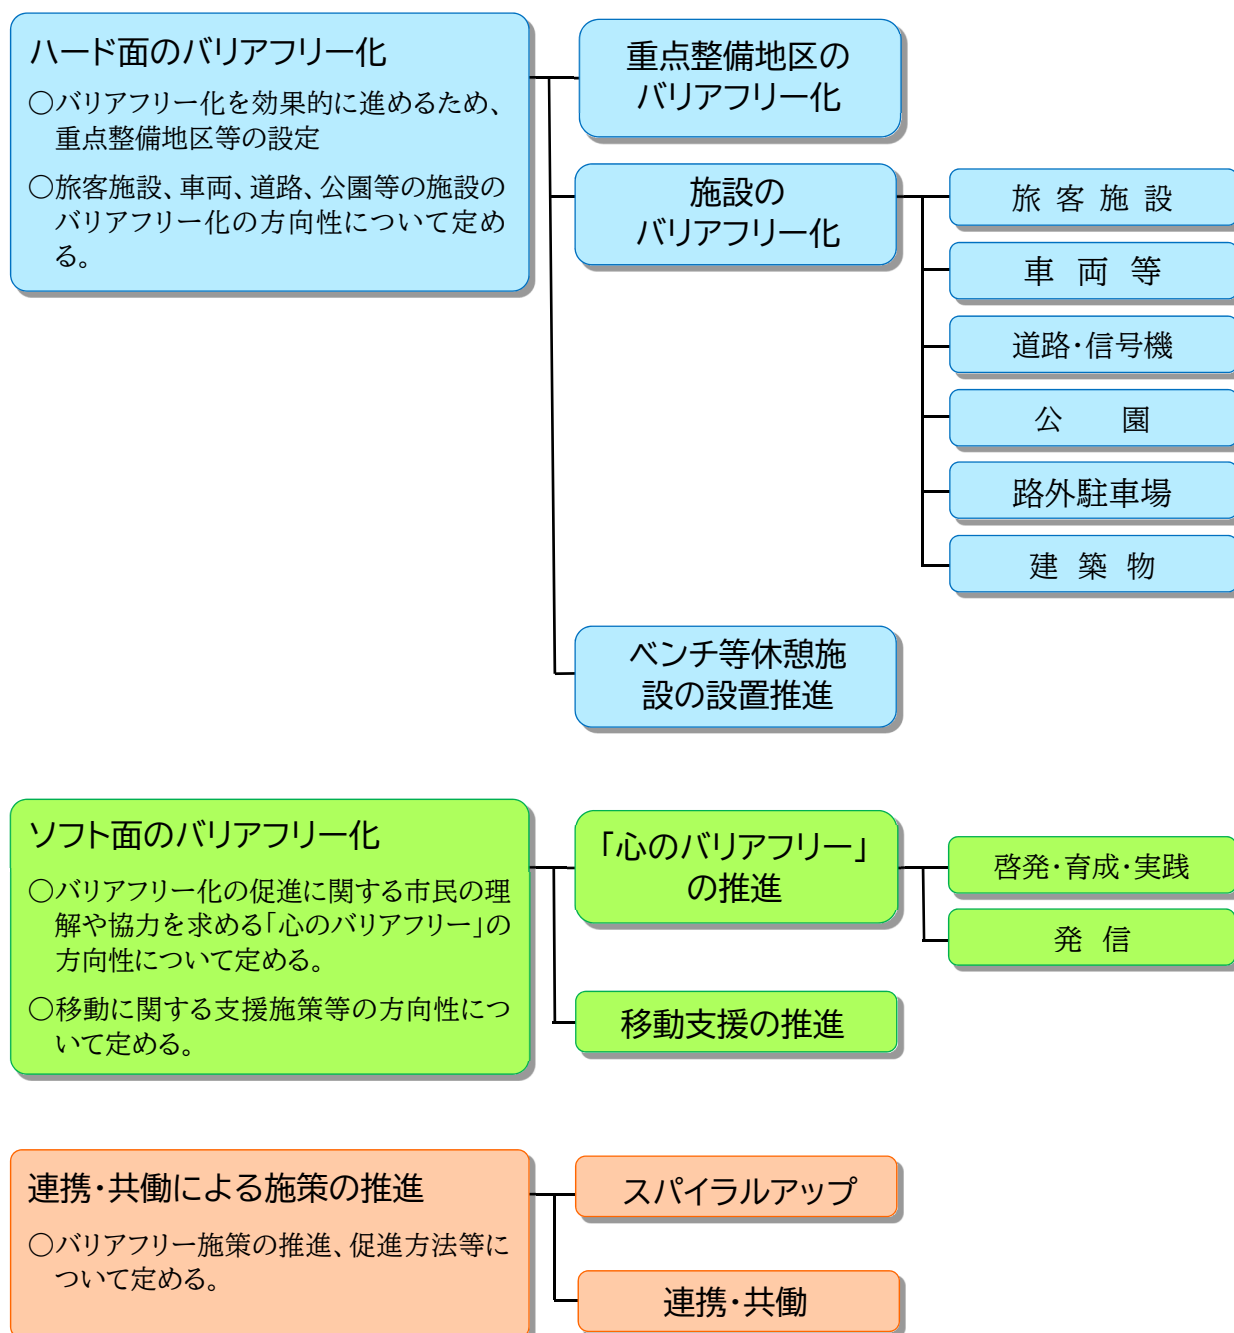 ハード面のバリアフリー化
○バリアフリー化を効果的に進めるため、
重点整備地区等の設定
○旅客施設、車両、道路、公園等の施設の
バリアフリー化の方向性について定め
る。
重点整備地区の
バリアフリー化
施設の
バリアフリー化
旅客施設
車両等
道路・信号機
公園
路外駐車場
建築物
ベンチ等休憩施
設の設置推進
ソフト面のバリアフリー化
○バリアフリー化の促進に関する市民の理
解や協力を求める「心のバリアフリー」の
方向性について定める。
○移動に関する支援施策等の方向性につ
いて定める。
「心のバリアフリー」
の推進
啓発・育成・実践
発信
移動支援の推進
連携・共働による施策の推進
○バリアフリー施策の推進、促進方法等に
ついて定める。
スパイラルアップ
連携・共働